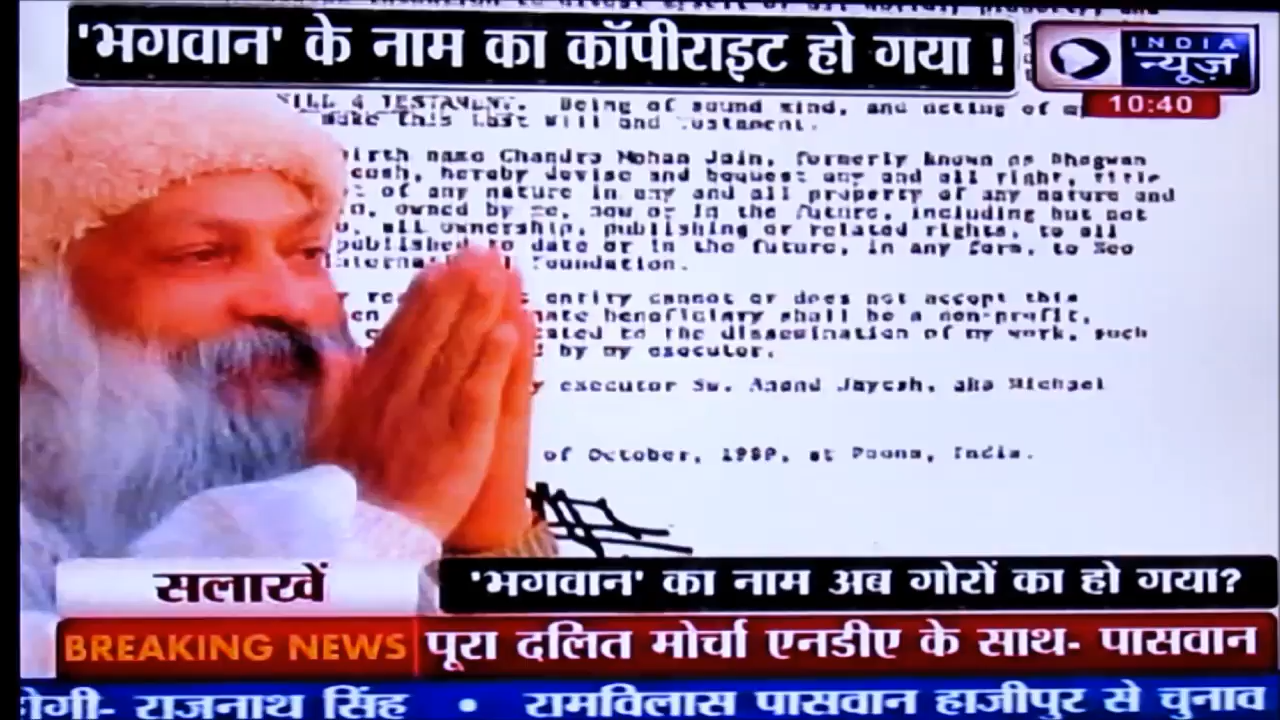 'भगवान' के नाम का कॉपीराइट हो गया !
INDIA
न्यूज़
10:40
WILL & TESTAMENT. Being of sound mind, and acting of
make this Last Will and Testament.
birth name Chandra Mohan Jain, formerly known as Bhagwan
hereby devise and bequest any and all right, title
of any nature in any and all property of any nature and
owned by me, now or in the future, including but not
all ownership, publishing or related rights, to all
published to date or in the future, in any form, to Neo
Foundation.
entity cannot or does not accept this
beneficiary shall be a non-profit,
to the dissemination of my work, such
by my executor.
executor Sw. Anand Jayesh, aka Michael
of October, 1989, at Poona, India.
सलाखें
'भगवान' का नाम अब गोरों का हो गया?
BREAKING NEWS पूरा दलित मोर्चा एनडीए के साथ- पासवान
होगी- राजनाथ सिंह • रामविलास पासवान हाजीपुर से चुनाव